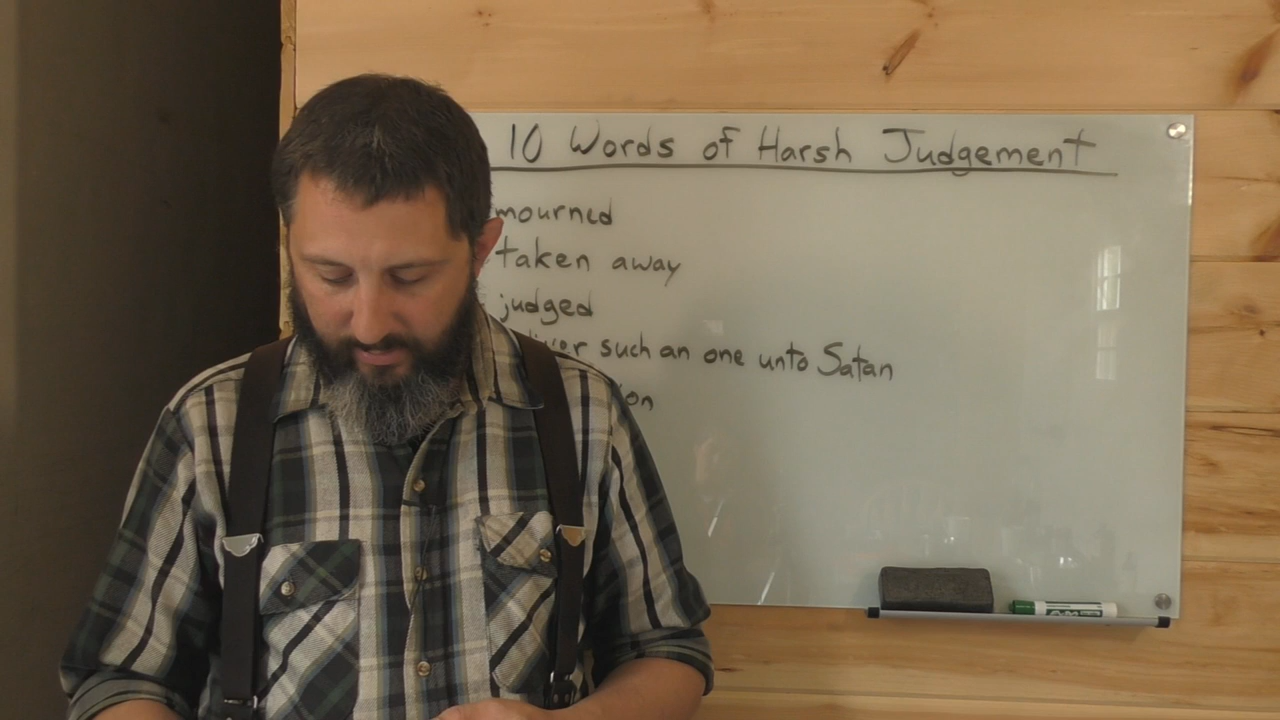 10 Words of Harsh Judgement
mourned
taken away
judged
such an one unto Satan